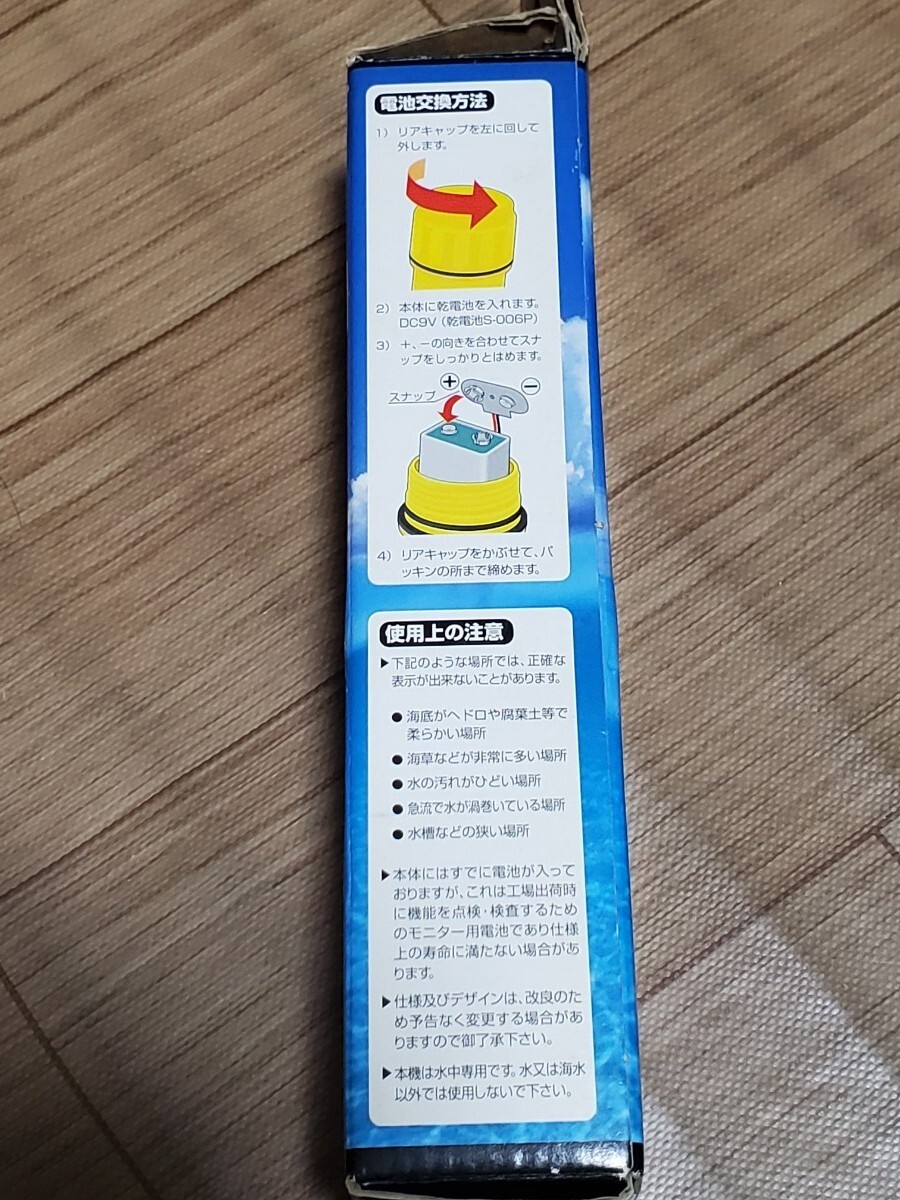 電池交換方法
1） リアキャップを左に回して
外します。
2） 本体に乾電池を入れます。
DC9V（乾電池S-006P）
3） ＋、−の向きを合わせてスナ
ップをしっかりとはめます。
＋ −
スナップ
4） リアキャップをかぶせて、パ
ッキンの所まで締めます。
使用上の注意
▶下記のような場所では、正確な
表示が出来ないことがあります。
● 海底がヘドロや腐葉土等で
柔らかい場所
● 海草などが非常に多い場所
● 水の汚れがひどい場所
● 急流で水が渦巻いている場所
● 水槽などの狭い場所
▶本体にはすでに電池が入って
おりますが、これは工場出荷時
に機能を点検・検査するため
のモニター用電池であり仕様
上の寿命に満たない場合があ
ります。
▶仕様及びデザインは、改良のた
め予告なく変更する場合があ
りますので御了承下さい。
▶本機は水中専用です。水又は海水
以外では使用しないで下さい。